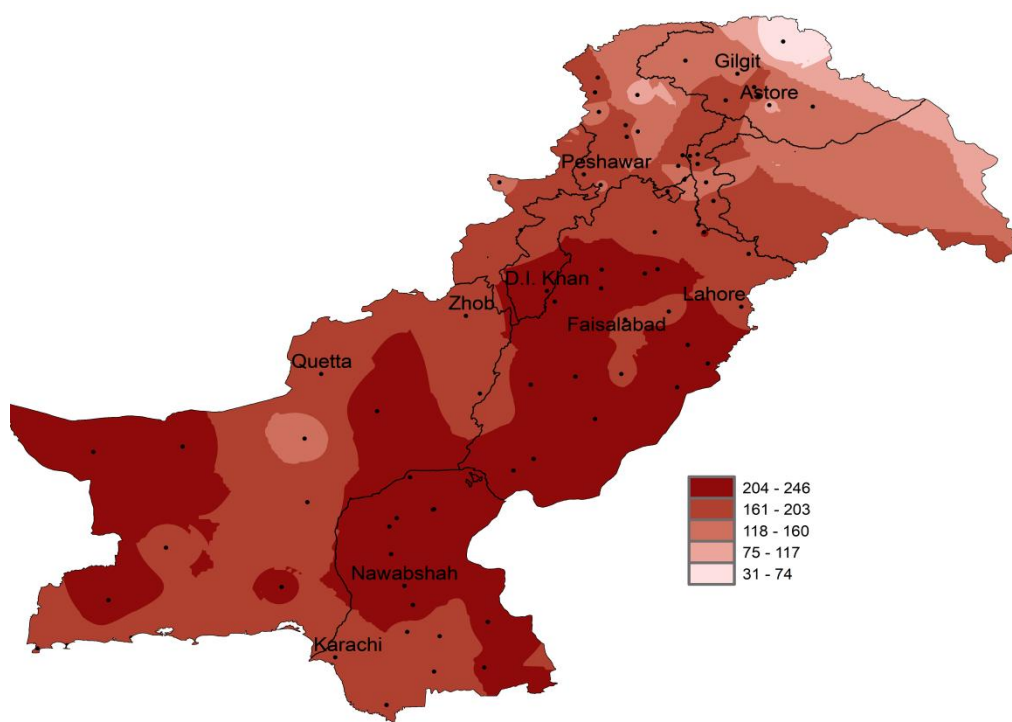 Gilgit
Astore
Peshawar
D.I. Khan
Zhob
Lahore
Faisalabad
Quetta
204 - 246
161 - 203
118 - 160
75 - 117
31 - 74
Nawabshah
Karachi